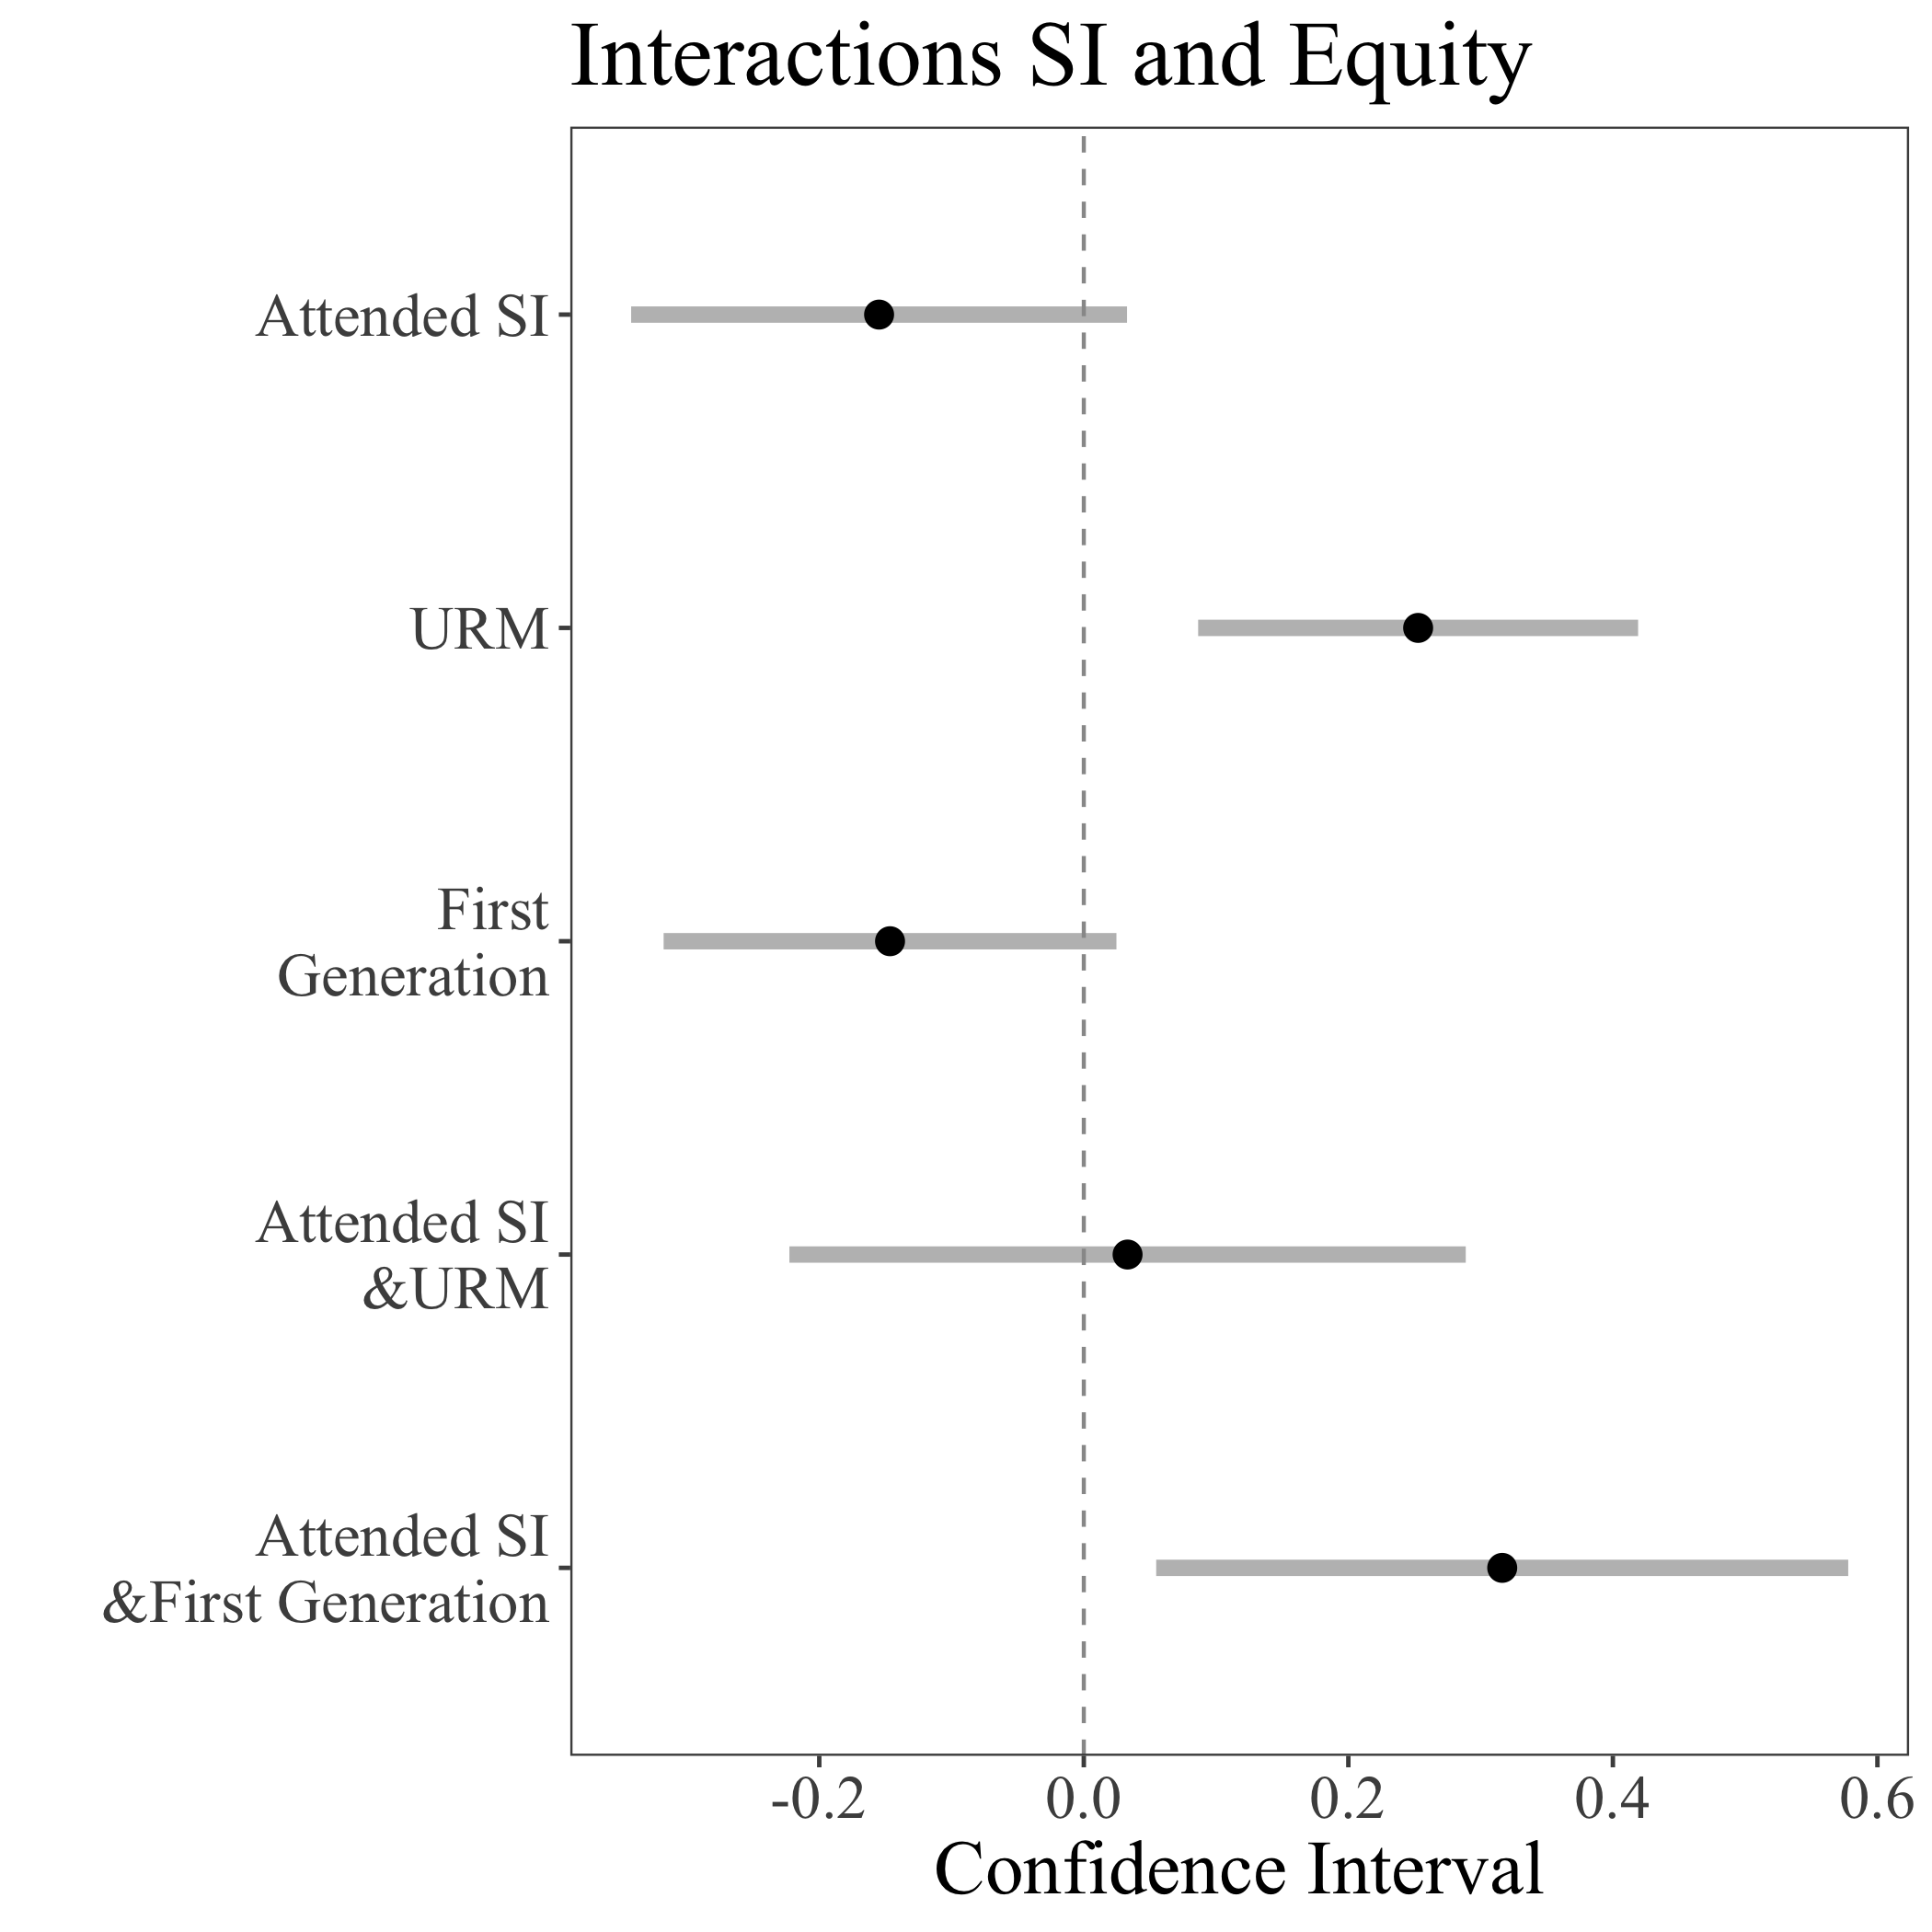 Interactions SI and Equity
Attended SI
URM
First
Generation
Attended SI
&URM
Attended SI
&First Generation
-0.2 0.0 0.2 0.4 0.6
Confidence Interval